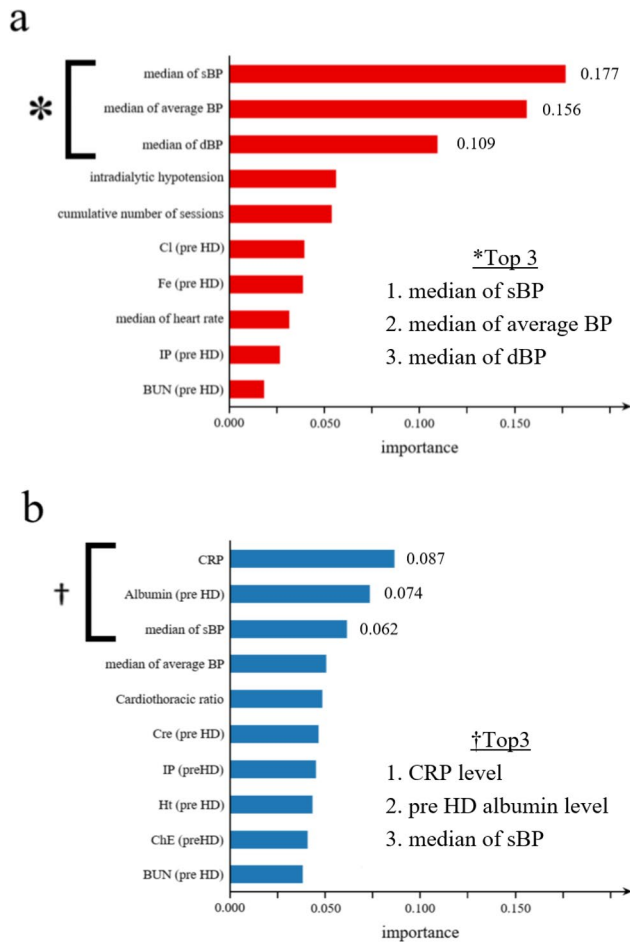 a
*
median of sBP
0.177
median of average BP
0.156
median of dBP
0.109
intradialytic hypotension
cumulative number of sessions
Cl (pre HD)
Fe (pre HD)
median of heart rate
IP (pre HD)
BUN (pre HD)
*Top 3
1. median of sBP
2. median of average BP
3. median of dBP
0.000 0.050 0.100 0.150
importance
b
†
CRP
0.087
Albumin (pre HD)
0.074
median of sBP
0.062
median of average BP
Cardiothoracic ratio
Cre (pre HD)
IP (preHD)
Ht (pre HD)
ChE (preHD)
BUN (pre HD)
†Top3
1. CRP level
2. pre HD albumin level
3. median of sBP
0.000 0.050 0.100 0.150
importance